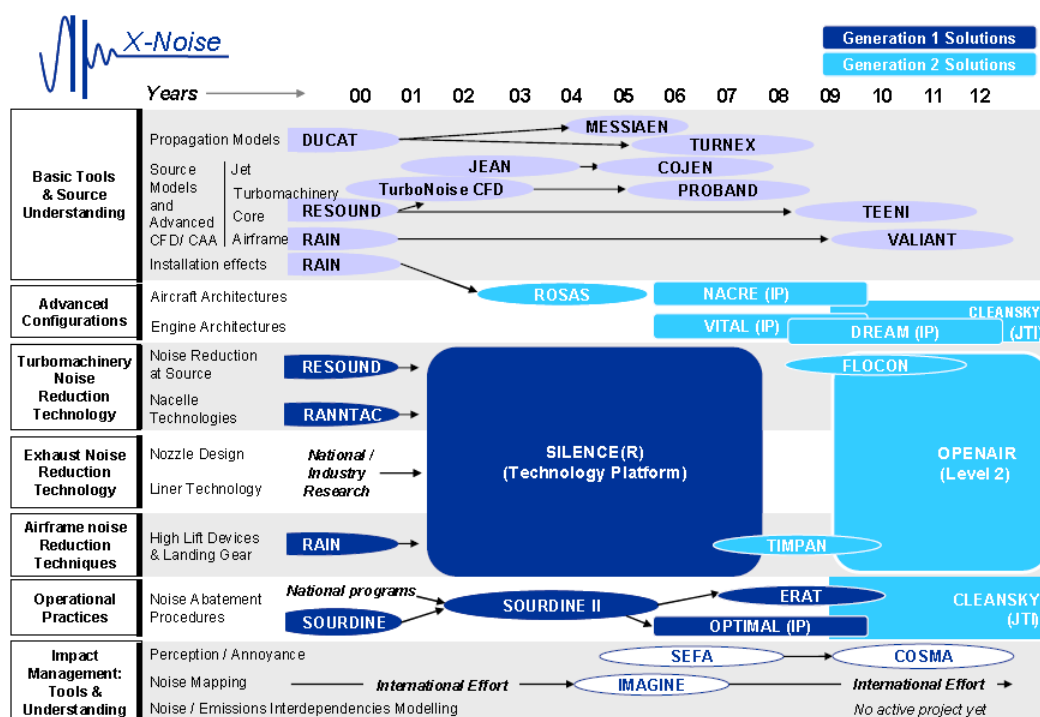 X-Noise
Generation 1 Solutions
Generation 2 Solutions
Years 00 01 02 03 04 05 06 07 08 09 10 11 12
Basic Tools
& Source
Understanding
Propagation Models
DUCAT
MESSIAEN
TURNEX
Source
Models
and
Advanced
CFD/ CAA
Jet
JEAN
COJEN
Turbomachinery
TurboNoise CFD
PROBAND
Core
RESOUND
TEENI
Airframe
RAIN
VALIANT
Installation effects
RAIN
Advanced
Configurations
Aircraft Architectures
ROSAS
NACRE (IP)
Engine Architectures
VITAL (IP)
DREAM (IP)
CLEANSKY
(JTI)
Turbomachinery
Noise
Reduction
Technology
Noise Reduction
at Source
RESOUND
FLOCON
Nacelle
Technologies
RANNTAC
SILENCE(R)
(Technology Platform)
OPENAIR
(Level 2)
Exhaust Noise
Reduction
Technology
Nozzle Design
Liner Technology
National /
Industry
Research
Airframe noise
Reduction
Techniques
High Lift Devices
& Landing Gear
RAIN
TIMPAN
Operational
Practices
Noise Abatement
Procedures
National programs
SOURDINE
SOURDINE II
ERAT
OPTIMAL (IP)
CLEANSKY
(JTI)
Impact
Management:
Tools &
Understanding
Perception / Annoyance
SEFA
COSMA
Noise Mapping
International Effort
IMAGINE
International Effort
Noise / Emissions Interdependencies Modelling
No active project yet